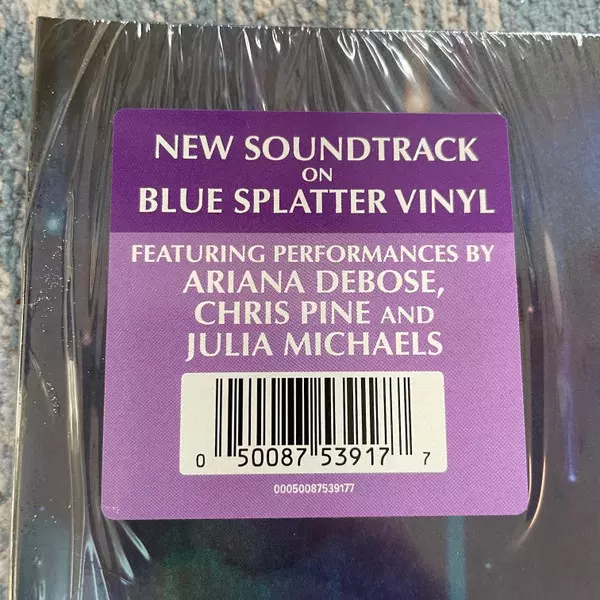 NEW SOUNDTRACK
ON
BLUE SPLATTER VINYL
FEATURING PERFORMANCES BY
ARIANA DEBOSE,
CHRIS PINE AND
JULIA MICHAELS
0 50087 53917 7
00050087539177